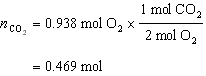 n_CO₂ = 0.938 mol O₂ × 1 mol CO₂ / 2 mol O₂
= 0.469 mol